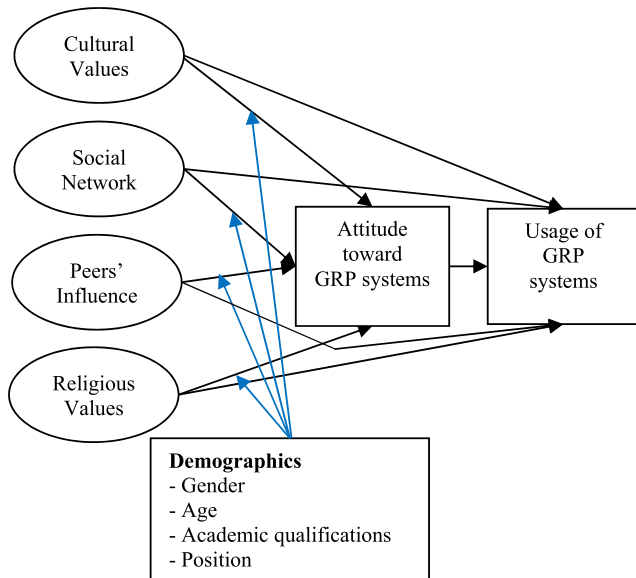 Cultural
Values
Social
Network
Peers'
Influence
Religious
Values
Attitude
toward
GRP systems
Usage of
GRP
systems
Demographics
- Gender
- Age
- Academic qualifications
- Position